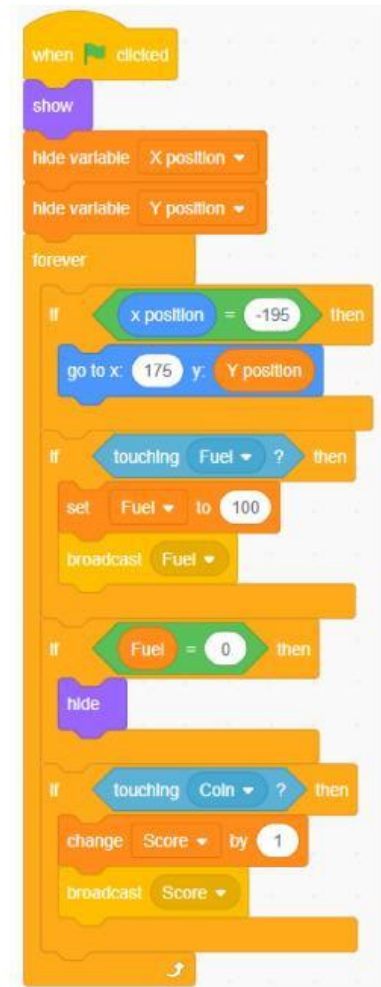 when clicked
show
hide variable X position
hide variable Y position
forever
if x position = -195 then
go to x: 175 y: Y position
if touching Fuel ? then
set Fuel to 100
broadcast Fuel
if Fuel = 0 then
hide
if touching Coin ? then
change Score by 1
broadcast Score